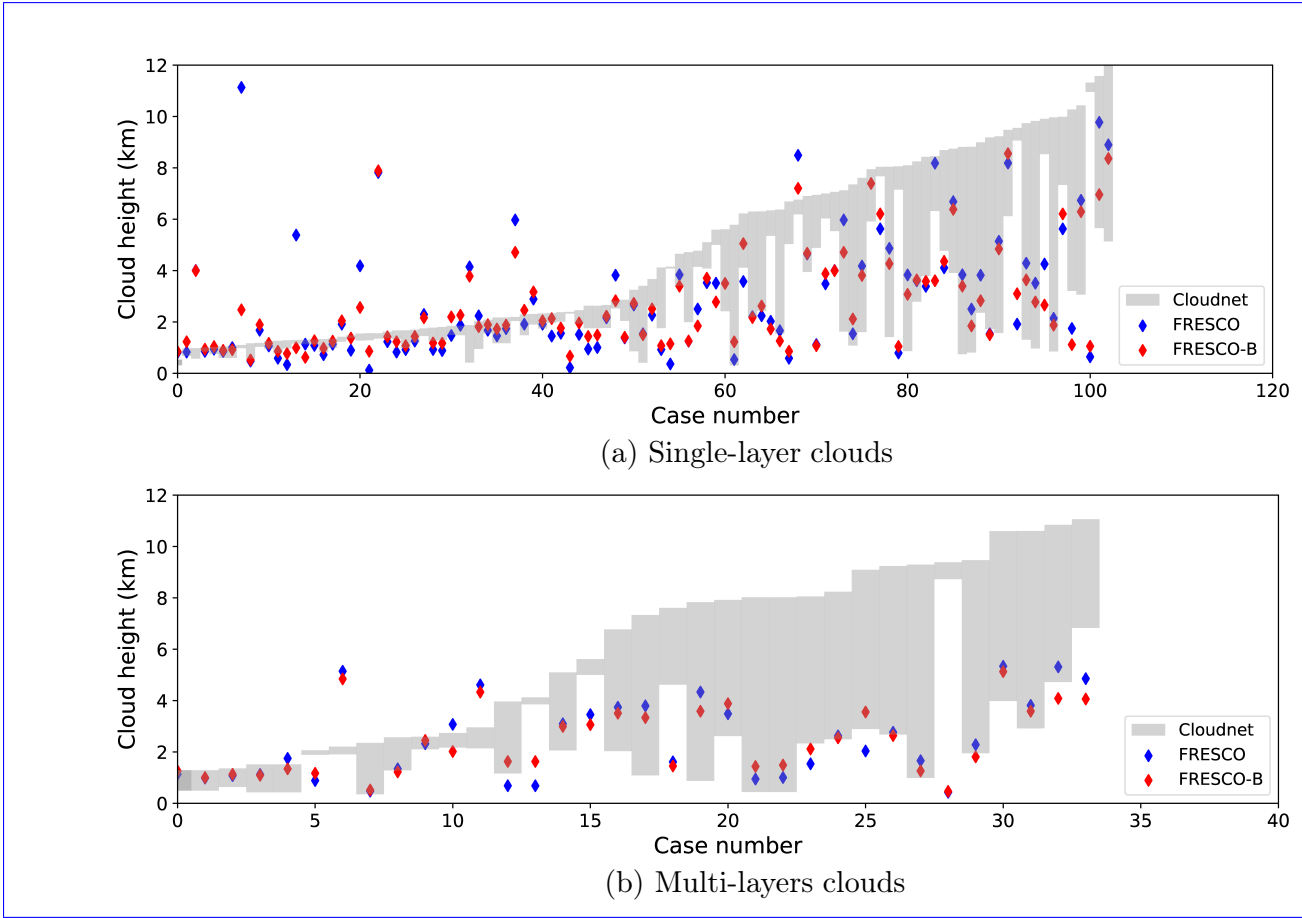 12
10
8
6
4
2
0
Cloud height (km)
0 20 40 60 80 100 120
Case number
Cloudnet
FRESCO
FRESCO-B
(a) Single-layer clouds
12
10
8
6
4
2
0
Cloud height (km)
0 5 10 15 20 25 30 35 40
Case number
Cloudnet
FRESCO
FRESCO-B
(b) Multi-layers clouds